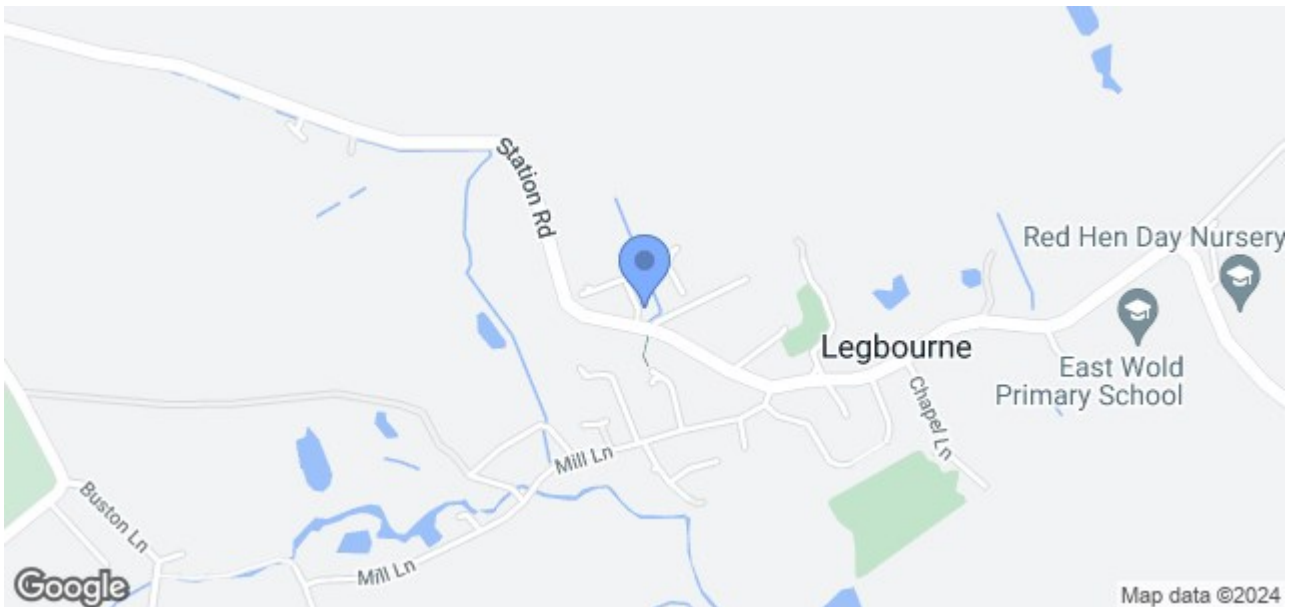 Station Rd
Red Hen Day Nursery
Legbourne
East Wold
Primary School
Chapel Ln
Mill Ln
Buston Ln
Mill Ln
Google
Map data ©2024